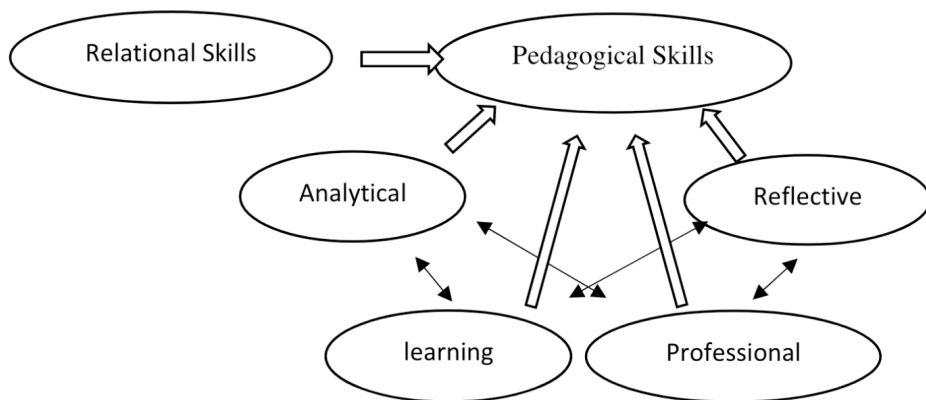 Relational Skills
Pedagogical Skills
Analytical
Reflective
learning
Professional